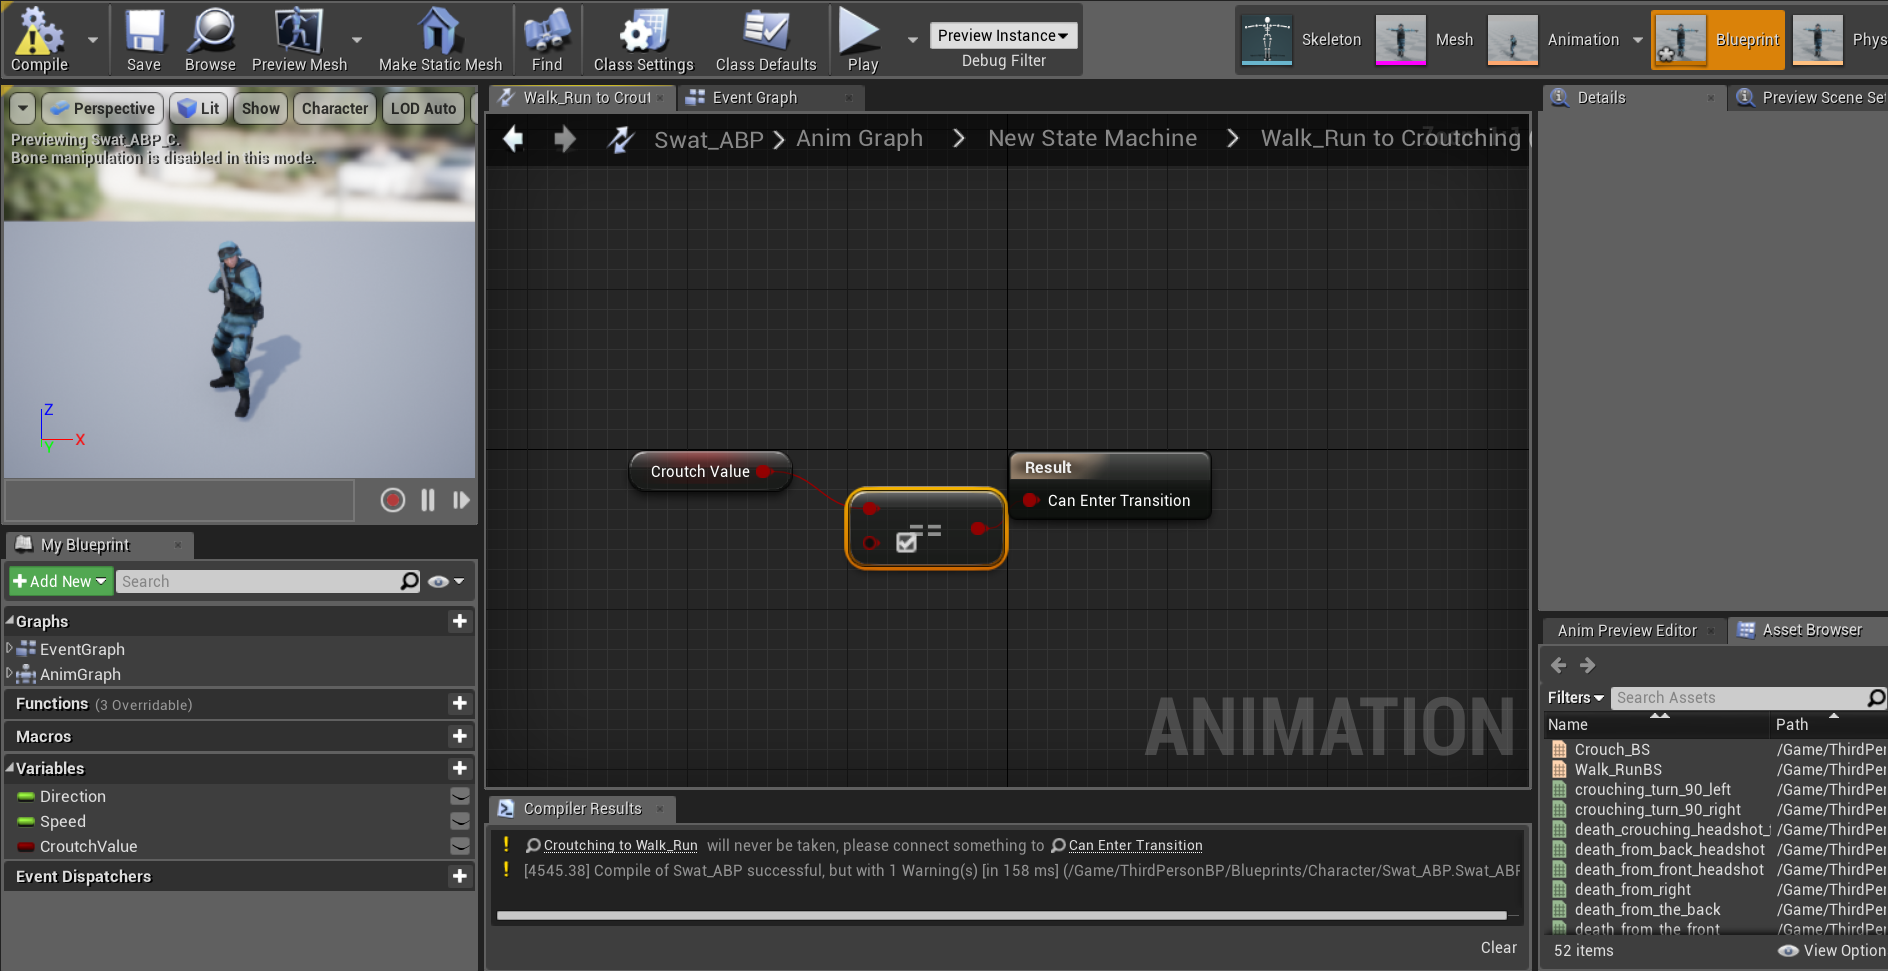 Compile
Save
Browse
Preview Mesh
Make Static Mesh
Find
Class Settings
Class Defaults
Play
Preview Instance
Debug Filter
Skeleton
Mesh
Animation
Blueprint
Phys
Perspective
Lit
Show
Character
LOD Auto
Previewing Swat_ABP_C.
Bone manipulation is disabled in this mode.
Z
X
Y
Walk_Run to Crout
Event Graph
Swat_ABP > Anim Graph > New State Machine > Walk_Run to Croutching (
Croutch Value
==
Result
Can Enter Transition
ANIMATION
My Blueprint
Add New
Search
Graphs
EventGraph
AnimGraph
Functions (3 Overridable)
Macros
Variables
Direction
Speed
CroutchValue
Event Dispatchers
Compiler Results
! Croutching to Walk_Run will never be taken, please connect something to Can Enter Transition
! [4545.38] Compile of Swat_ABP successful, but with 1 Warning(s) [in 158 ms] (/Game/ThirdPersonBP/Blueprints/Character/Swat_ABP.Swat_ABP
Clear
Details
Preview Scene Set
Anim Preview Editor
Asset Browser
Filters
Search Assets
Name Path
Crouch_BS /Game/ThirdPer
Walk_RunBS /Game/ThirdPer
crouching_turn_90_left /Game/ThirdPer
crouching_turn_90_right /Game/ThirdPer
death_crouching_headshot_f /Game/ThirdPer
death_from_back_headshot /Game/ThirdPer
death_from_front_headshot /Game/ThirdPer
death_from_right /Game/ThirdPer
death_from_the_back /Game/ThirdPer
death_from_the_front /Game/ThirdPer
52 items
View Option